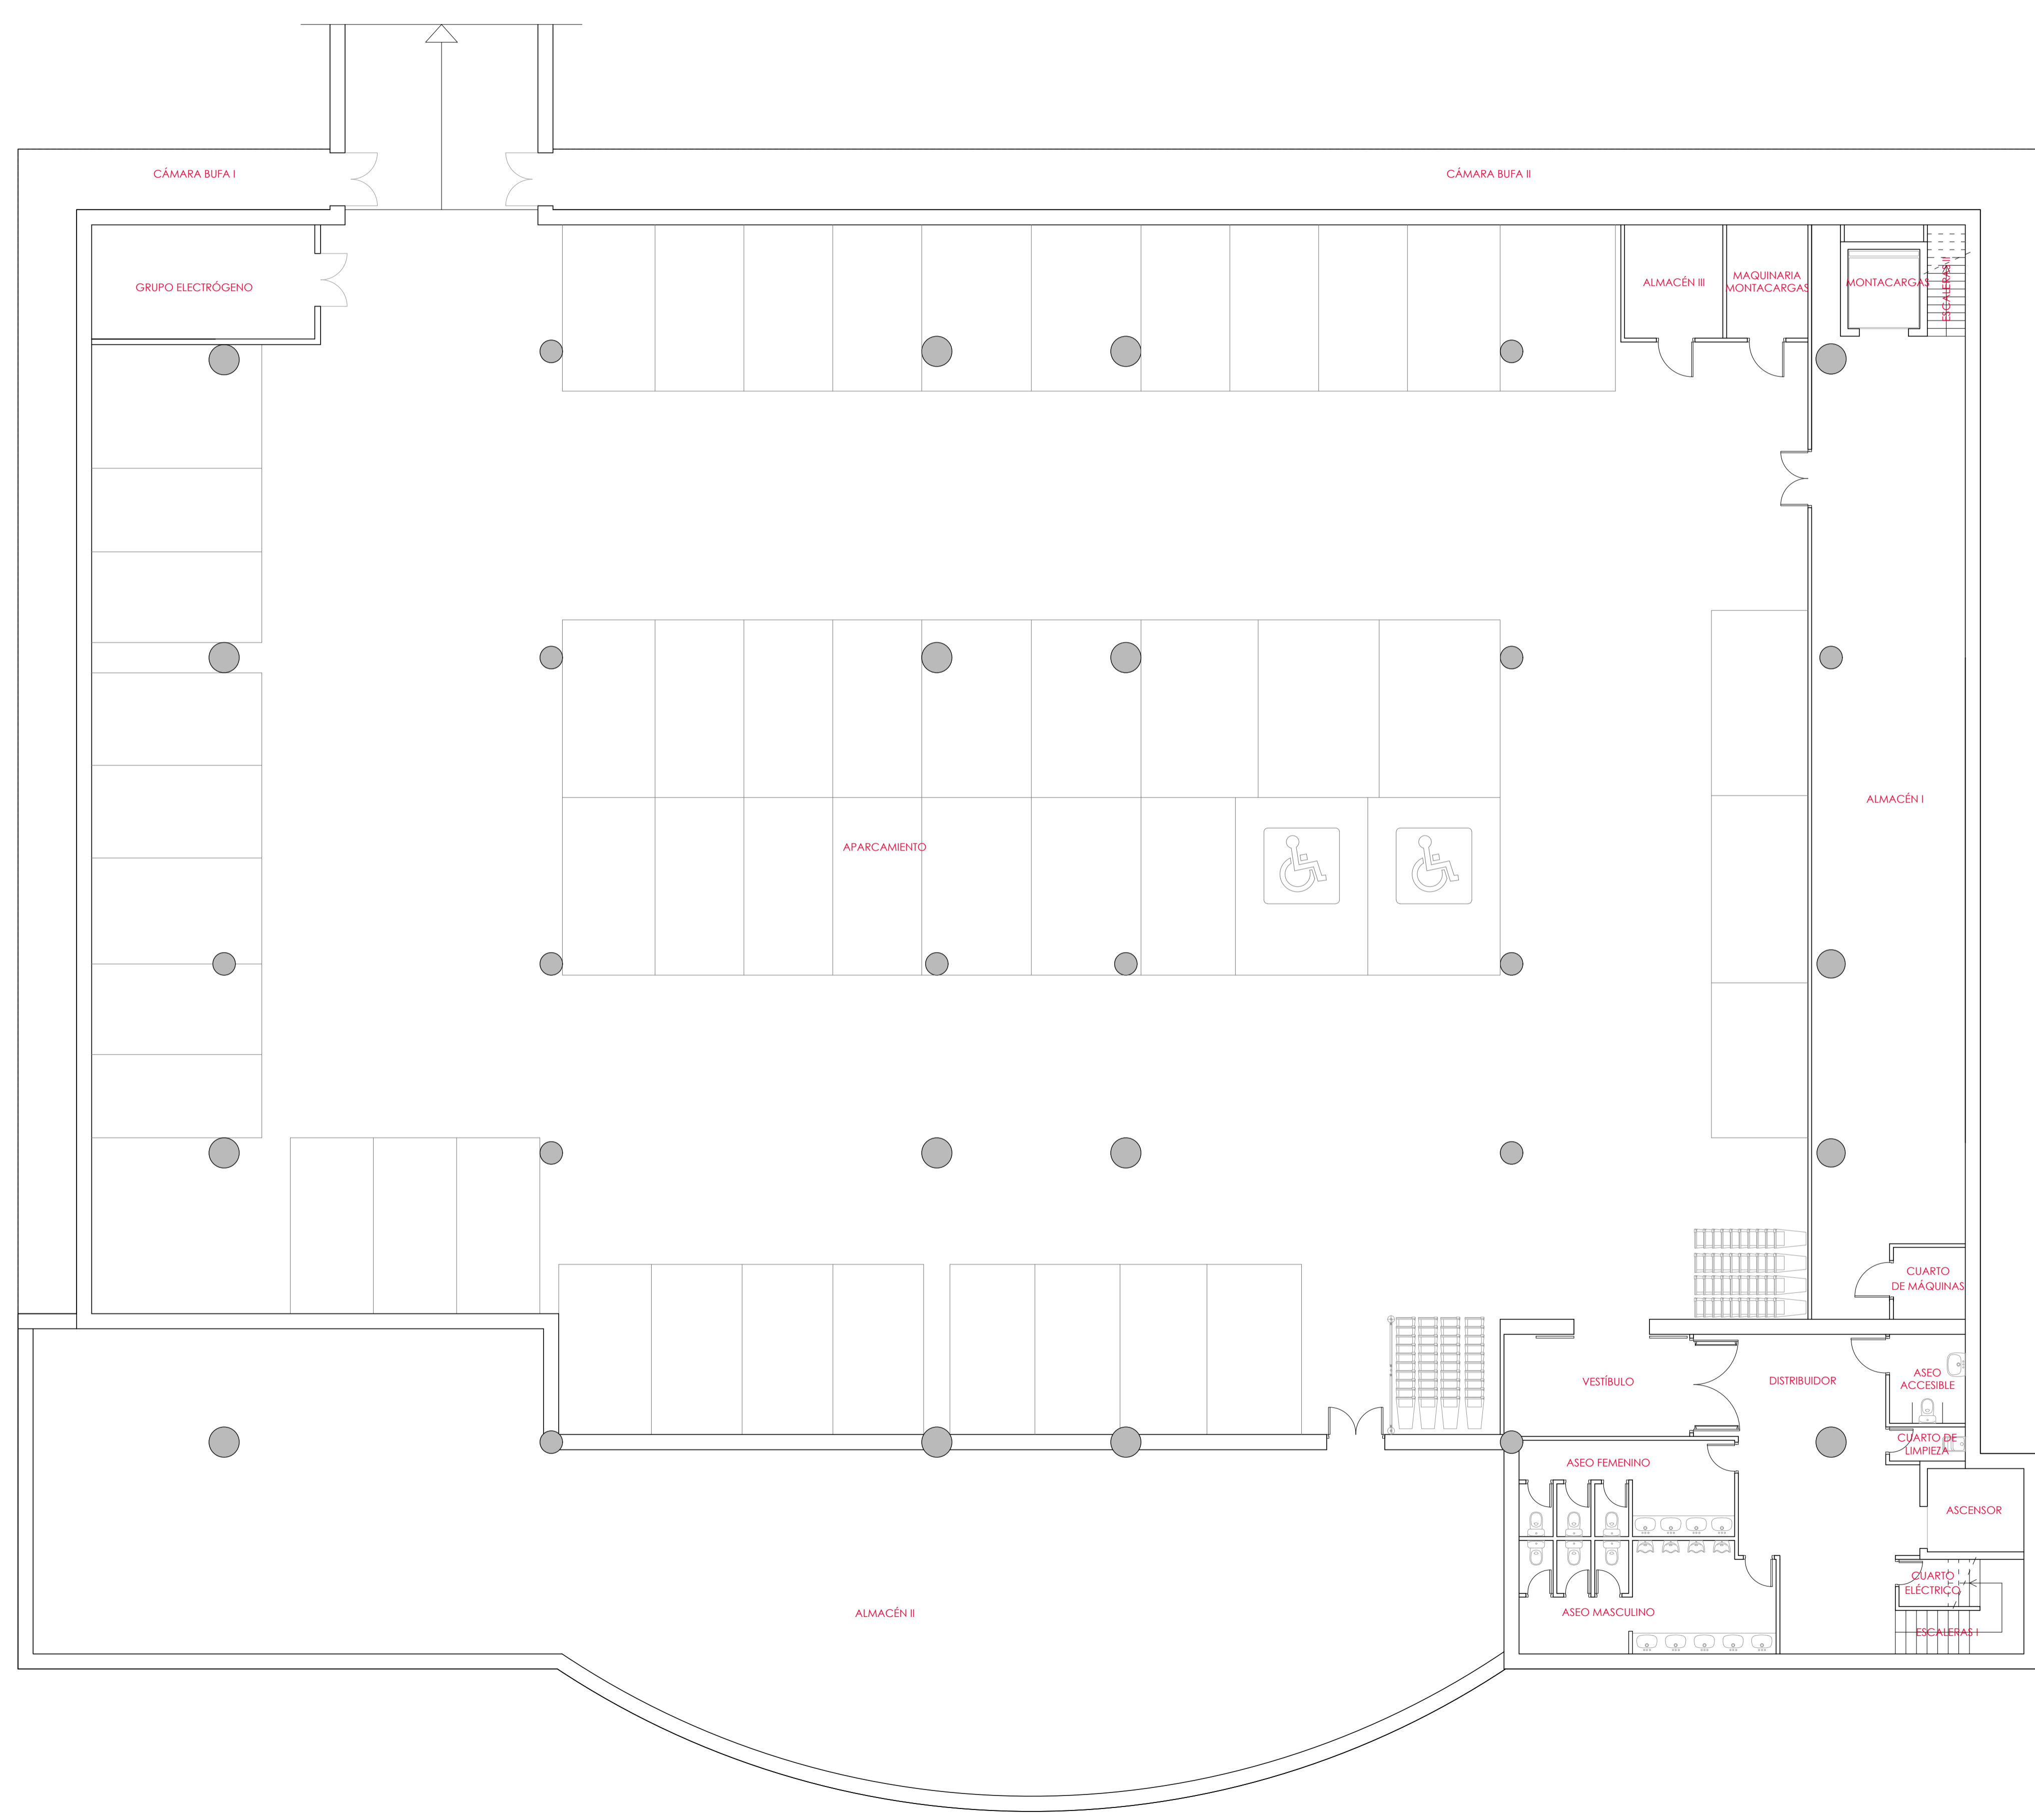 CÁMARA BUFA I
CÁMARA BUFA II
GRUPO ELECTRÓGENO
ALMACÉN III
MAQUINARIA
MONTACARGAS
MONTACARGAS
ESCALERAS II
ALMACÉN I
APARCAMIENTO
CUARTO
DE MÁQUINAS
VESTÍBULO
DISTRIBUIDOR
ASEO
ACCESIBLE
CUARTO DE
LIMPIEZA
ASEO FEMENINO
ASCENSOR
CUARTO
ELÉCTRICO
ALMACÉN II
ASEO MASCULINO
ESCALERAS I